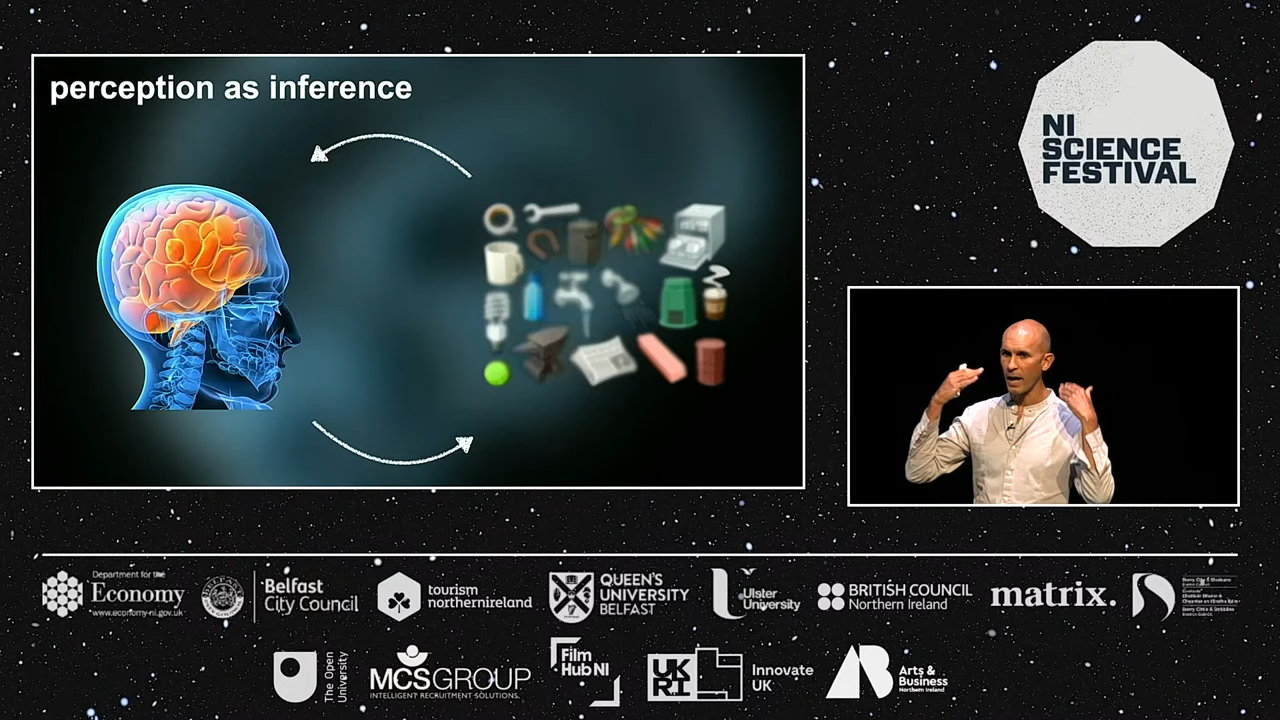 perception as inference
NI
SCIENCE
FESTIVAL
Department for the
Economy
www.economy-ni.gov.uk
Belfast
City Council
tourism
northernireland
QUEEN'S
UNIVERSITY
BELFAST
Ulster
University
BRITISH COUNCIL
Northern Ireland
matrix.
The Open
University
MCSGROUP
INTELLIGENT RECRUITMENT SOLUTIONS.
Film
Hub NI
UK
RI
Innovate
UK
Arts &
Business
Northern Ireland